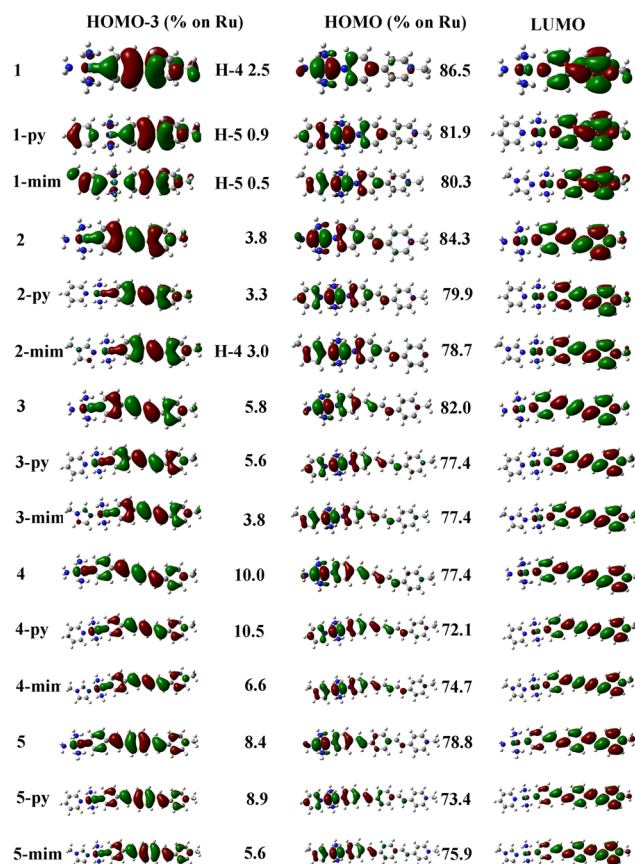 HOMO-3 (% on Ru) HOMO (% on Ru) LUMO
1 H-4 2.5 86.5
1-py H-5 0.9 81.9
1-mim H-5 0.5 80.3
2 3.8 84.3
2-py 3.3 79.9
2-mim H-4 3.0 78.7
3 5.8 82.0
3-py 5.6 77.4
3-mim 3.8 77.4
4 10.0 77.4
4-py 10.5 72.1
4-mim 6.6 74.7
5 8.4 78.8
5-py 8.9 73.4
5-mim 5.6 75.9